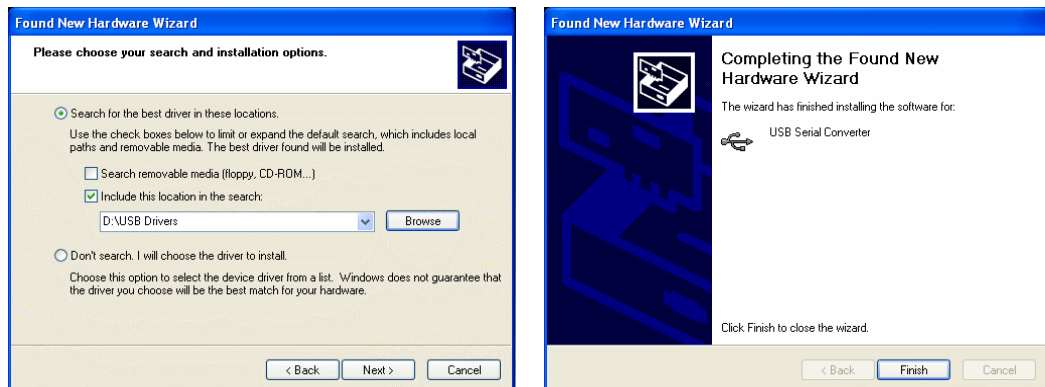 Found New Hardware Wizard
Please choose your search and installation options.
Search for the best driver in these locations.
Use the check boxes below to limit or expand the default search, which includes local
paths and removable media. The best driver found will be installed.
Search removable media (floppy, CD-ROM...)
Include this location in the search:
D:\USB Drivers
Browse
Don't search. I will choose the driver to install.
Choose this option to select the device driver from a list. Windows does not guarantee that
the driver you choose will be the best match for your hardware.
< Back
Next >
Cancel
Found New Hardware Wizard
Completing the Found New
Hardware Wizard
The wizard has finished installing the software for:
USB Serial Converter
Click Finish to close the wizard.
< Back
Finish
Cancel